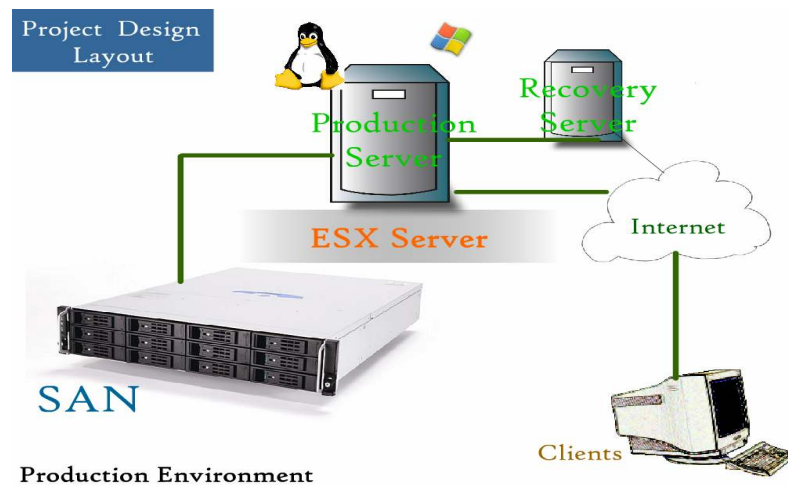 Project Design
Layout
Recovery
Server
Production
Server
ESX Server
Internet
SAN
Clients
Production Environment